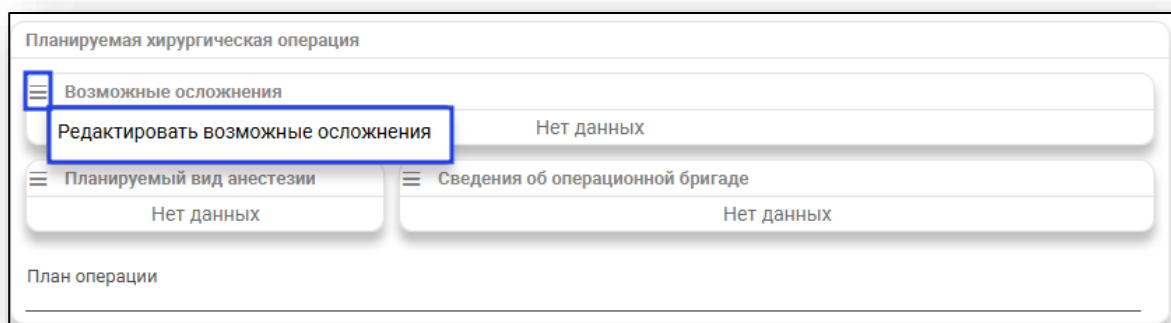 Планируемая хирургическая операция
Возможные осложнения
Редактировать возможные осложнения
Нет данных
Планируемый вид анестезии
Сведения об операционной бригаде
Нет данных
Нет данных
План операции